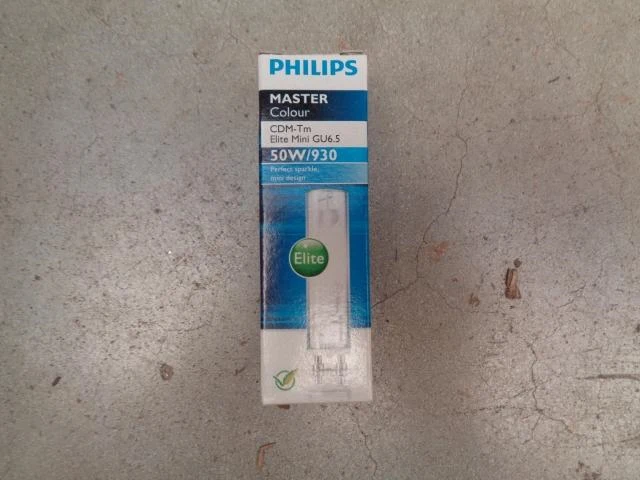 PHILIPS
MASTER
Colour
CDM-Tm
Elite Mini GU6.5
50W/930
Perfect sparkle,
mini design
Elite